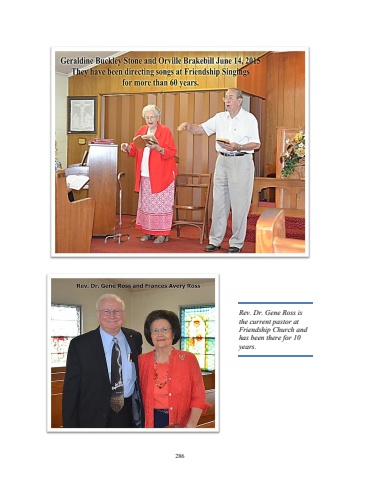 Geraldine Buckley Stone and Orville Brakebill June 14, 2015
They have been directing songs at Friendship Singings
for more than 60 years.
Rev. Dr. Gene Ross and Frances Avery Ross
Rev. Dr. Gene Ross is
the current pastor at
Friendship Church and
has been there for 10
years.
286